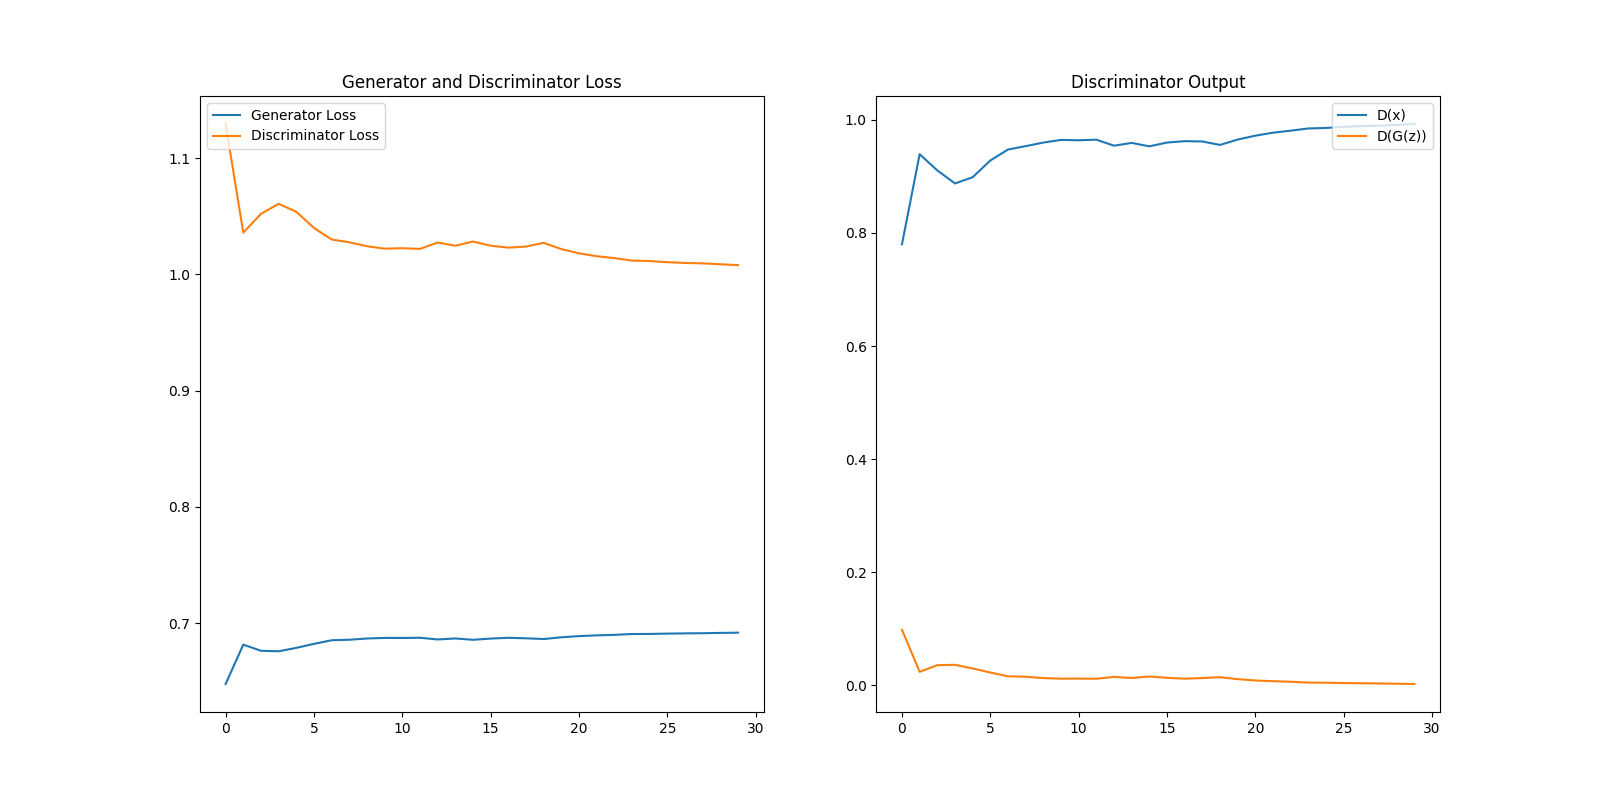 Generator and Discriminator Loss
Generator Loss
Discriminator Loss
1.1
1.0
0.9
0.8
0.7
0 5 10 15 20 25 30
Discriminator Output
D(x)
D(G(z))
1.0
0.8
0.6
0.4
0.2
0.0
0 5 10 15 20 25 30